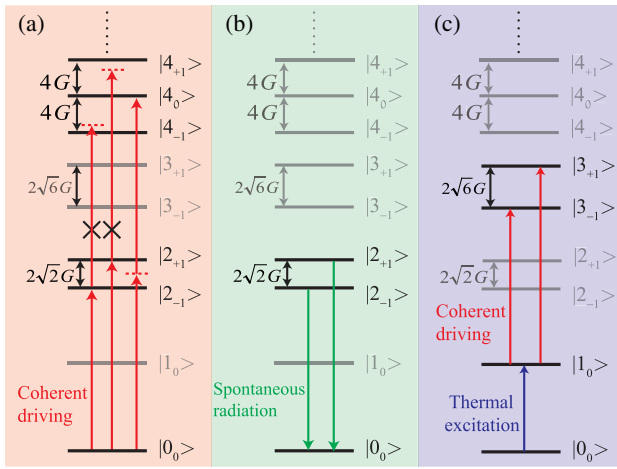 (a)
|4₊₁>
4G
|4₀>
4G
|4₋₁>
|3₊₁>
2√6G
|3₋₁>
|2₊₁>
2√2G
|2₋₁>
|1₀>
Coherent
driving
|0₀>
(b)
|4₊₁>
4G
|4₀>
4G
|4₋₁>
|3₊₁>
2√6G
|3₋₁>
|2₊₁>
2√2G
|2₋₁>
|1₀>
Spontaneous
radiation
|0₀>
(c)
|4₊₁>
4G
|4₀>
4G
|4₋₁>
|3₊₁>
2√6G
|3₋₁>
|2₊₁>
2√2G
|2₋₁>
Coherent
driving
|1₀>
Thermal
excitation
|0₀>